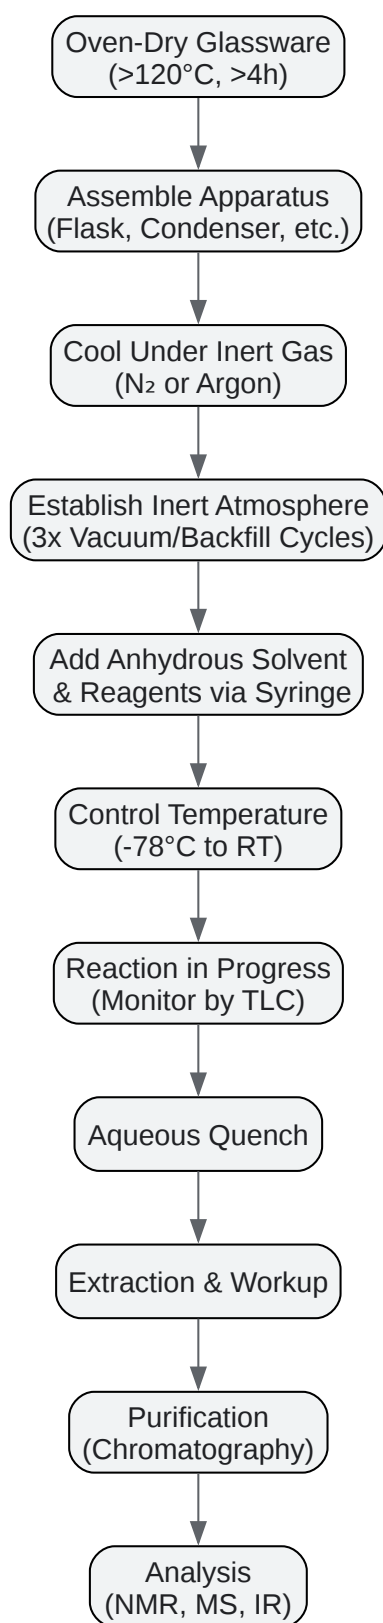 Oven-Dry Glassware
(>120°C, >4h)
Assemble Apparatus
(Flask, Condenser, etc.)
Cool Under Inert Gas
(N₂ or Argon)
Establish Inert Atmosphere
(3x Vacuum/Backfill Cycles)
Add Anhydrous Solvent
& Reagents via Syringe
Control Temperature
(-78°C to RT)
Reaction in Progress
(Monitor by TLC)
Aqueous Quench
Extraction & Workup
Purification
(Chromatography)
Analysis
(NMR, MS, IR)